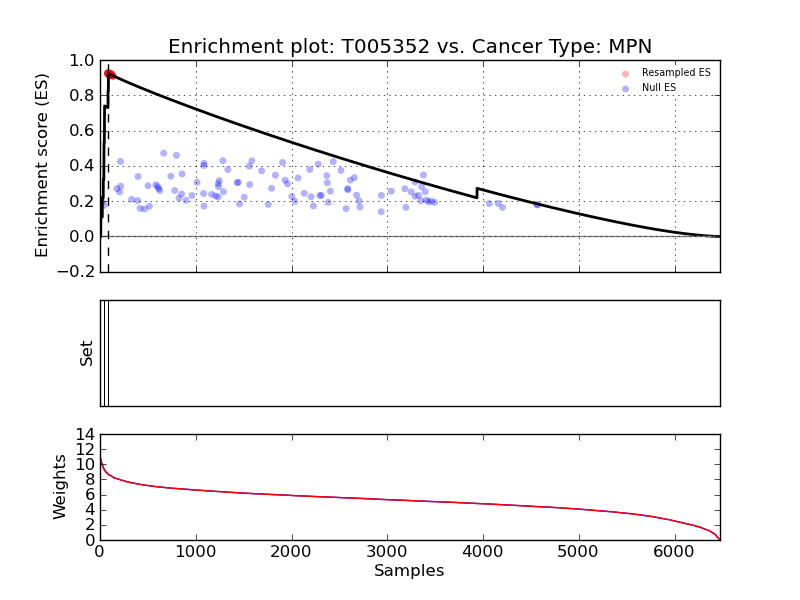 Enrichment plot: T005352 vs. Cancer Type: MPN
Enrichment score (ES)
1.0
0.8
0.6
0.4
0.2
0.0
−0.2
Resampled ES
Null ES
Set
Weights
14
12
10
8
6
4
2
0
0 1000 2000 3000 4000 5000 6000
Samples